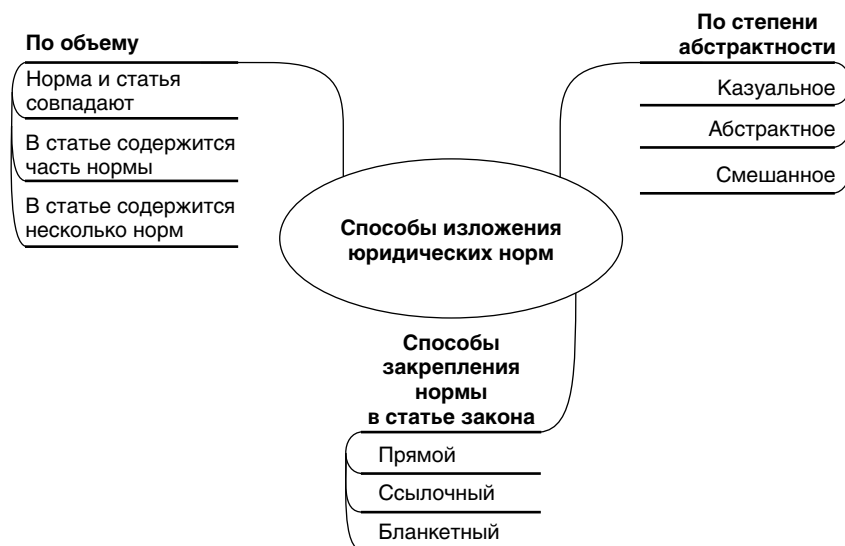 По объему
Норма и статья
совпадают
В статье содержится
часть нормы
В статье содержится
несколько норм
По степени
абстрактности
Казуальное
Абстрактное
Смешанное
Способы изложения
юридических норм
Способы
закрепления
нормы
в статье закона
Прямой
Ссылочный
Бланкетный